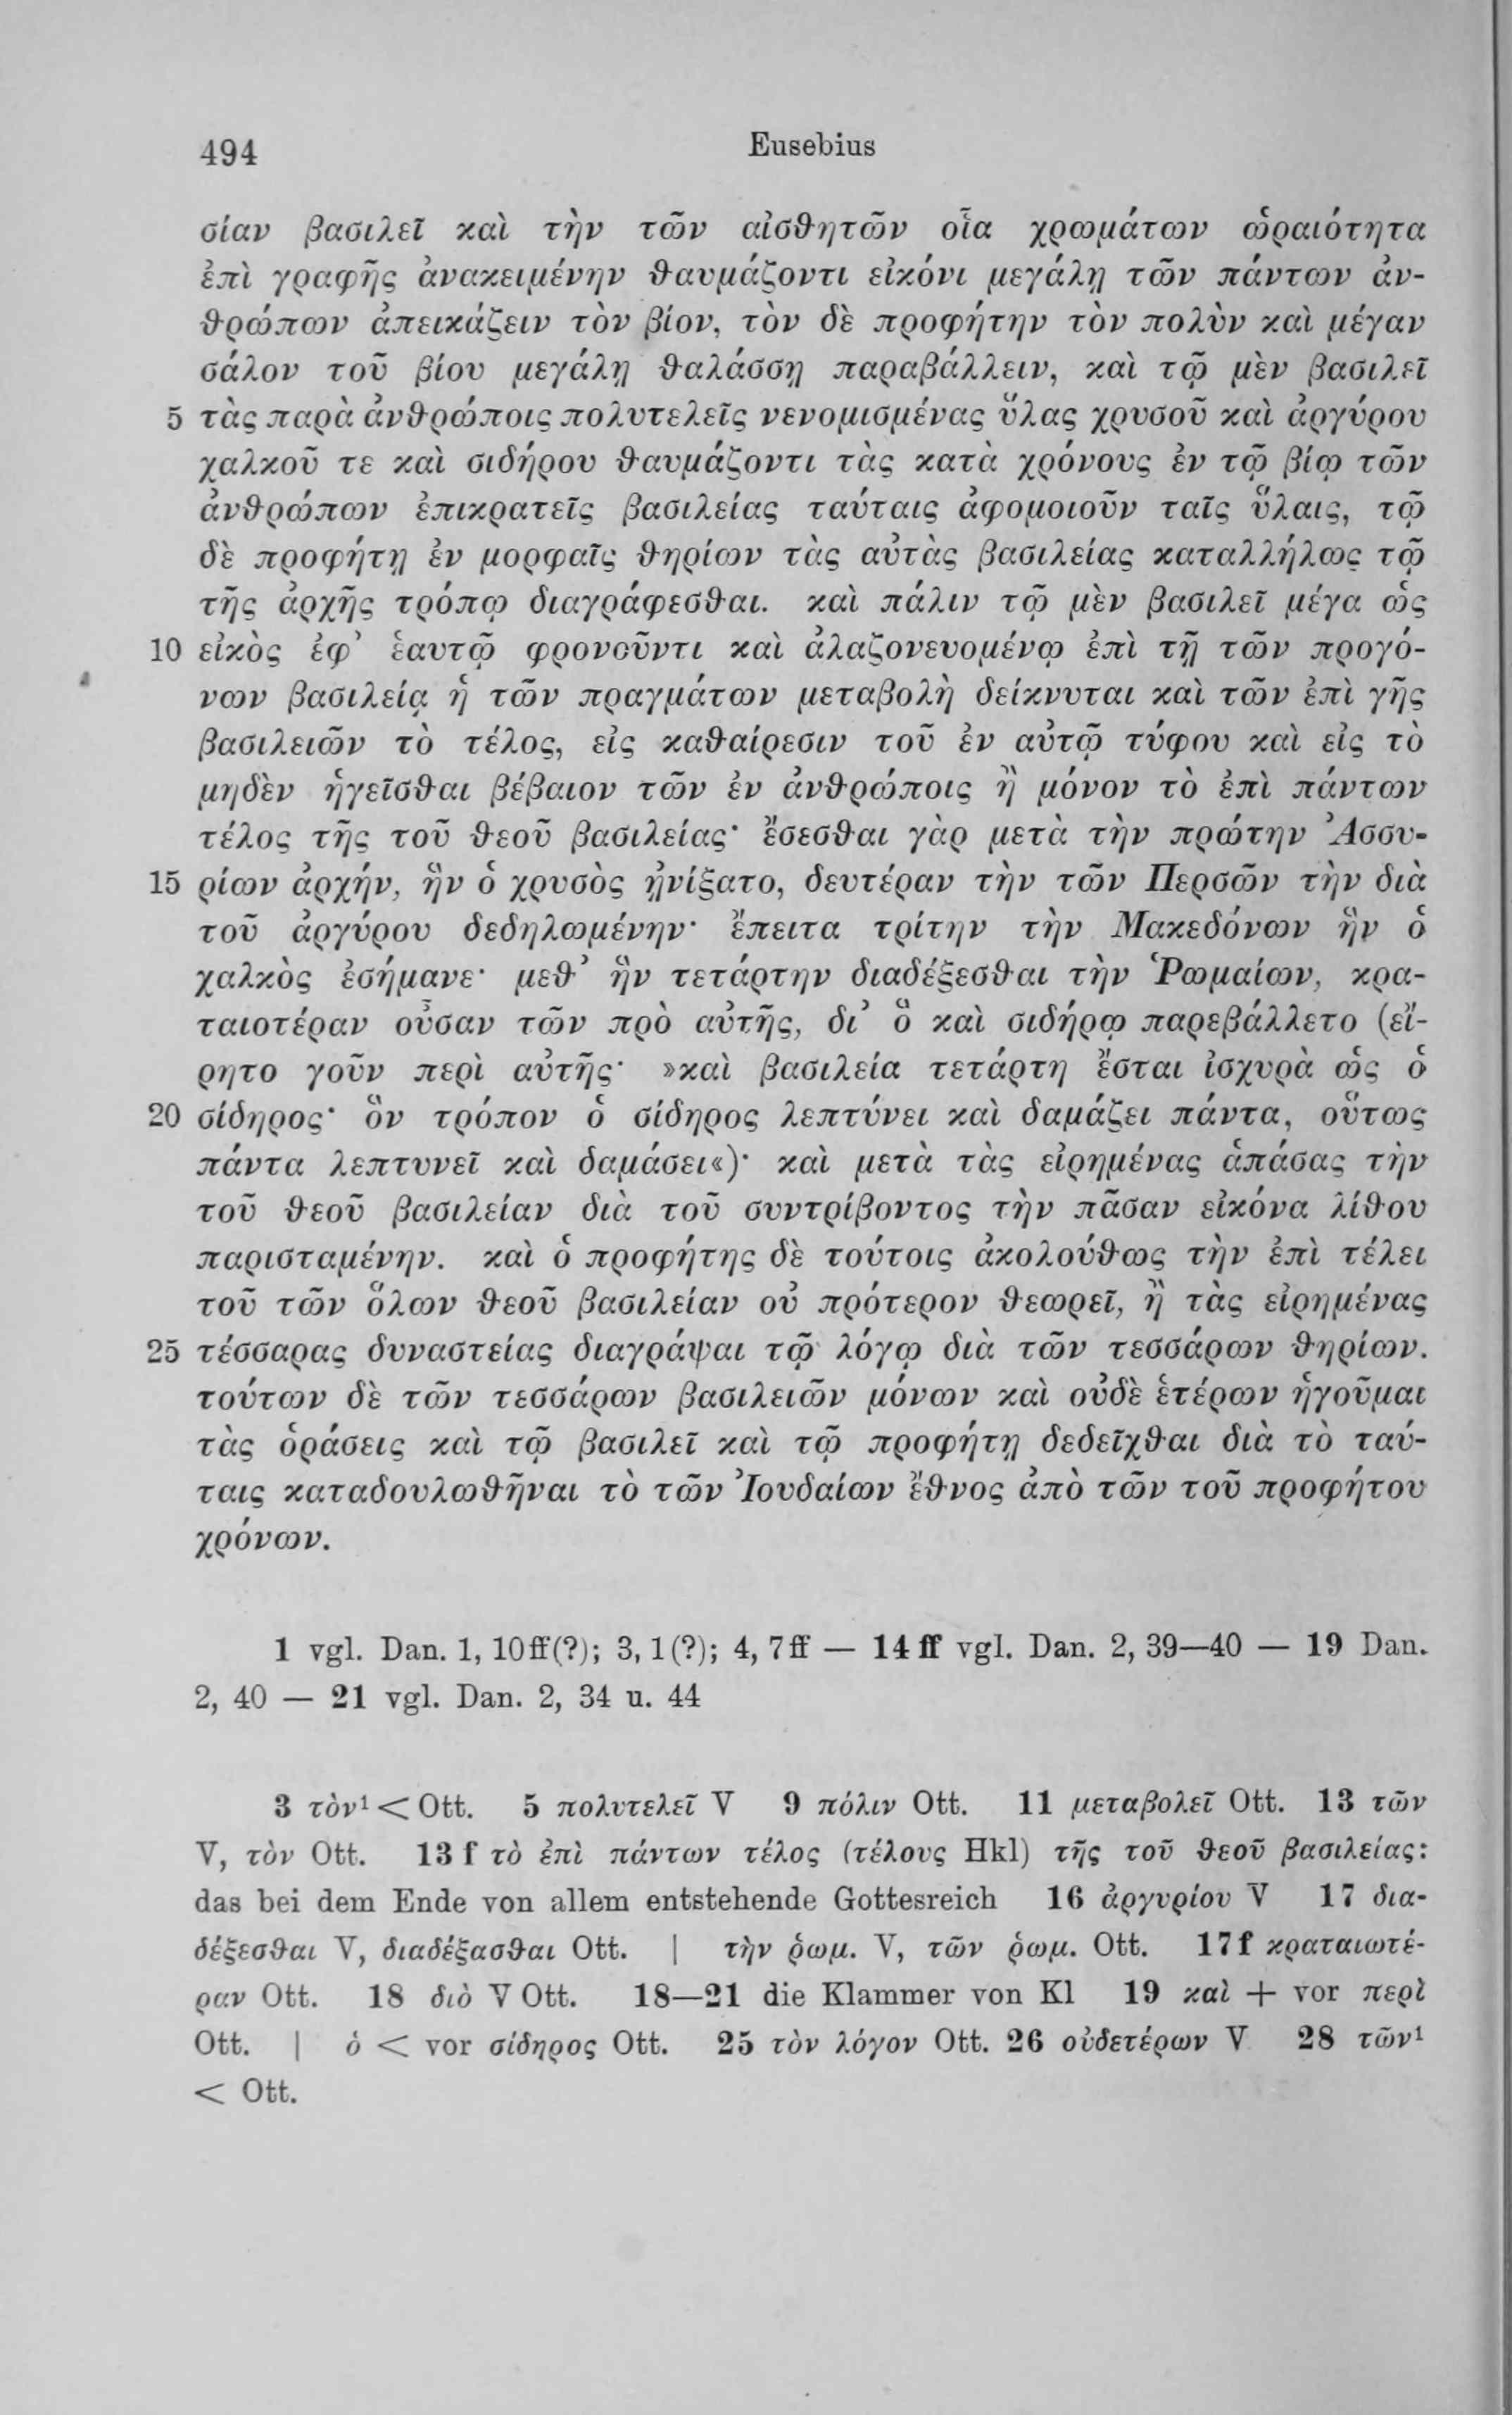 494 Eusebius
σίαν βασιλεῖ καὶ τὴν τῶν αἰσθητῶν οἷα χρωμάτων ὡραιότητα
ἐπὶ γραφῆς ἀνακειμένην θαυμάζοντι εἰκόνι μεγάλῃ τῶν πάντων ἀν-
θρώπων ἀπεικάζειν τὸν βίον, τὸν δὲ προφήτην τὸν πολὺν καὶ μέγαν
σάλον τοῦ βίου μεγάλῃ θαλάσσῃ παραβάλλειν, καὶ τῷ μὲν βασιλεῖ
5 τὰς παρὰ ἀνθρώποις πολυτελεῖς νενομισμένας ὕλας χρυσοῦ καὶ ἀργύρου
χαλκοῦ τε καὶ σιδήρου θαυμάζοντι τὰς κατὰ χρόνους ἐν τῷ βίῳ τῶν
ἀνθρώπων ἐπικρατεῖς βασιλείας ταύταις ἀφομοιοῦν ταῖς ὕλαις, τῷ
δὲ προφήτῃ ἐν μορφαῖς θηρίων τὰς αὐτὰς βασιλείας καταλλήλως τῷ
τῆς ἀρχῆς τρόπῳ διαγράφεσθαι. καὶ πάλιν τῷ μὲν βασιλεῖ μέγα ὡς
10 εἰκὸς ἐφ’ ἑαυτῷ φρονοῦντι καὶ ἀλαζονευομένῳ ἐπὶ τῇ τῶν προγό-
νων βασιλείᾳ ἡ τῶν πραγμάτων μεταβολὴ δείκνυται καὶ τῶν ἐπὶ γῆς
βασιλειῶν τὸ τέλος, εἰς καθαίρεσιν τοῦ ἐν αὐτῷ τύφου καὶ εἰς τὸ
μηδὲν ἡγεῖσθαι βέβαιον τῶν ἐν ἀνθρώποις ἢ μόνον τὸ ἐπὶ πάντων
τέλος τῆς τοῦ θεοῦ βασιλείας· ἔσεσθαι γὰρ μετὰ τὴν πρώτην Ἀσσυ-
15 ρίων ἀρχήν, ἣν ὁ χρυσὸς ᾐνίξατο, δευτέραν τὴν τῶν Περσῶν τὴν διὰ
τοῦ ἀργύρου δεδηλωμένην· ἔπειτα τρίτην τὴν Μακεδόνων ἣν ὁ
χαλκὸς ἐσήμανε· μεθ’ ἣν τετάρτην διαδέξεσθαι τὴν Ῥωμαίων, κρα-
ταιοτέραν οὖσαν τῶν πρὸ αὐτῆς, δι’ ὃ καὶ σιδήρῳ παρεβάλλετο (εἴ-
ρητο γοῦν περὶ αὐτῆς· »καὶ βασιλεία τετάρτη ἔσται ἰσχυρὰ ὡς ὁ
20 σίδηρος· ὃν τρόπον ὁ σίδηρος λεπτύνει καὶ δαμάζει πάντα, οὕτως
πάντα λεπτυνεῖ καὶ δαμάσει«)· καὶ μετὰ τὰς εἰρημένας ἁπάσας τὴν
τοῦ θεοῦ βασιλείαν διὰ τοῦ συντρίβοντος τὴν πᾶσαν εἰκόνα λίθου
παρισταμένην. καὶ ὁ προφήτης δὲ τούτοις ἀκολούθως τὴν ἐπὶ τέλει
τοῦ τῶν ὅλων θεοῦ βασιλείαν οὐ πρότερον θεωρεῖ, ἢ τὰς εἰρημένας
25 τέσσαρας δυναστείας διαγράψαι τῷ λόγῳ διὰ τῶν τεσσάρων θηρίων.
τούτων δὲ τῶν τεσσάρων βασιλειῶν μόνων καὶ οὐδὲ ἑτέρων ἡγοῦμαι
τὰς ὁράσεις καὶ τῷ βασιλεῖ καὶ τῷ προφήτῃ δεδεῖχθαι διὰ τὸ ταύ-
ταις καταδουλωθῆναι τὸ τῶν Ἰουδαίων ἔθνος ἀπὸ τῶν τοῦ προφήτου
χρόνων.
1 vgl. Dan. 1, 10ff(?); 3, 1(?); 4, 7ff — 14 ff vgl. Dan. 2, 39—40 — 19 Dan.
2, 40 — 21 vgl. Dan. 2, 34 u. 44
3 τὸν¹ < Ott. 5 πολυτελεῖ V 9 πόλιν Ott. 11 μεταβολεῖ Ott. 13 τῶν
V, τὸν Ott. 13 f τὸ ἐπὶ πάντων τέλος (τέλους Hkl) τῆς τοῦ θεοῦ βασιλείας:
das bei dem Ende von allem entstehende Gottesreich 16 ἀργυρίου V 17 δια-
δέξεσθαι V, διαδέξασθαι Ott. | τὴν ῥωμ. V, τῶν ῥωμ. Ott. 17 f κραταιωτέ-
ραν Ott. 18 διὸ V Ott. 18—21 die Klammer von Kl 19 καὶ + vor περὶ
Ott. | ὁ < vor σίδηρος Ott. 25 τὸν λόγον Ott. 26 οὐδετέρων V 28 τῶν¹
< Ott.